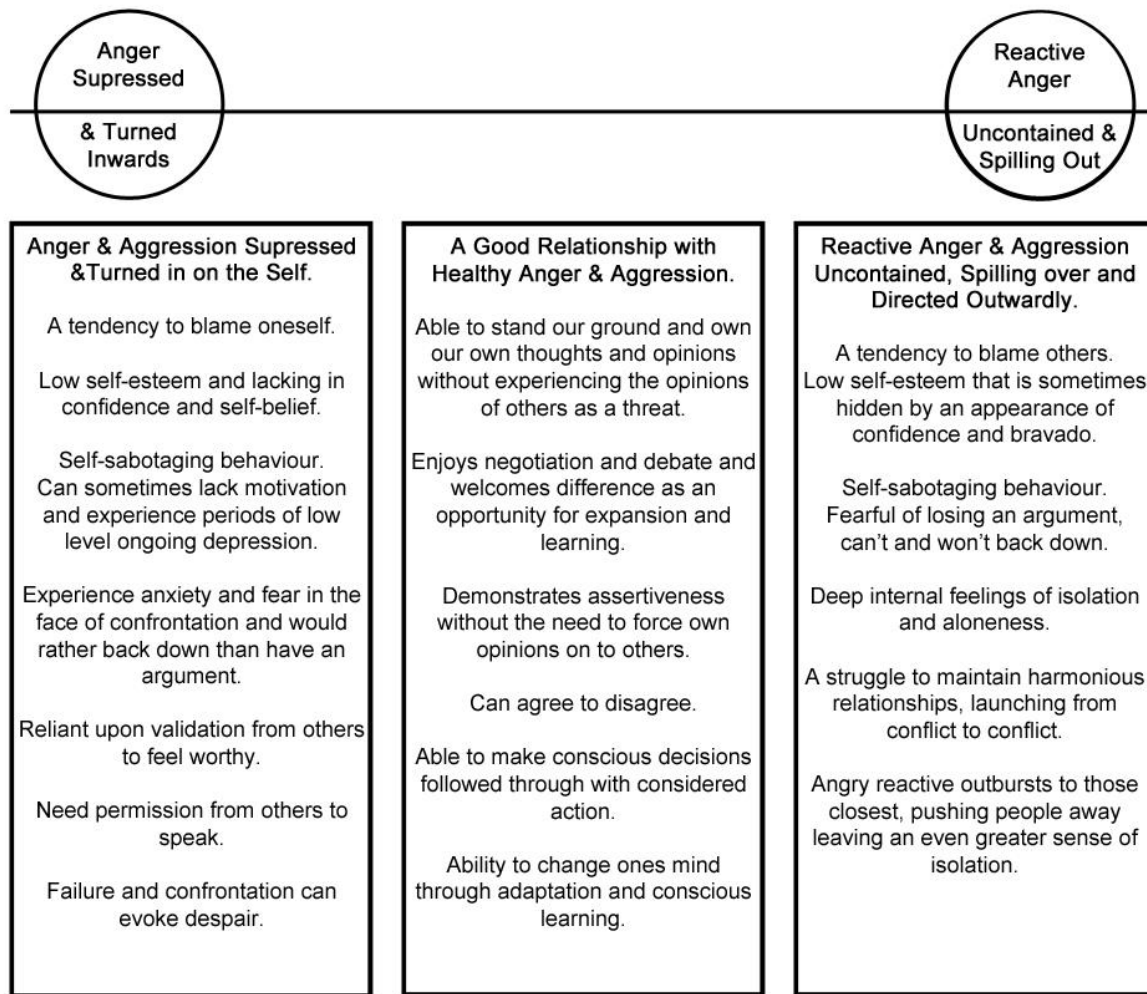 Anger
Supressed
& Turned
Inwards
Reactive
Anger
Uncontained &
Spilling Out
Anger & Aggression Supressed
&Turned in on the Self.
A tendency to blame oneself.
Low self-esteem and lacking in
confidence and self-belief.
Self-sabotaging behaviour.
Can sometimes lack motivation
and experience periods of low
level ongoing depression.
Experience anxiety and fear in the
face of confrontation and would
rather back down than have an
argument.
Reliant upon validation from others
to feel worthy.
Need permission from others to
speak.
Failure and confrontation can
evoke despair.
A Good Relationship with
Healthy Anger & Aggression.
Able to stand our ground and own
our own thoughts and opinions
without experiencing the opinions
of others as a threat.
Enjoys negotiation and debate and
welcomes difference as an
opportunity for expansion and
learning.
Demonstrates assertiveness
without the need to force own
opinions on to others.
Can agree to disagree.
Able to make conscious decisions
followed through with considered
action.
Ability to change ones mind
through adaptation and conscious
learning.
Reactive Anger & Aggression
Uncontained, Spilling over and
Directed Outwardly.
A tendency to blame others.
Low self-esteem that is sometimes
hidden by an appearance of
confidence and bravado.
Self-sabotaging behaviour.
Fearful of losing an argument,
can't and won't back down.
Deep internal feelings of isolation
and aloneness.
A struggle to maintain harmonious
relationships, launching from
conflict to conflict.
Angry reactive outbursts to those
closest, pushing people away
leaving an even greater sense of
isolation.